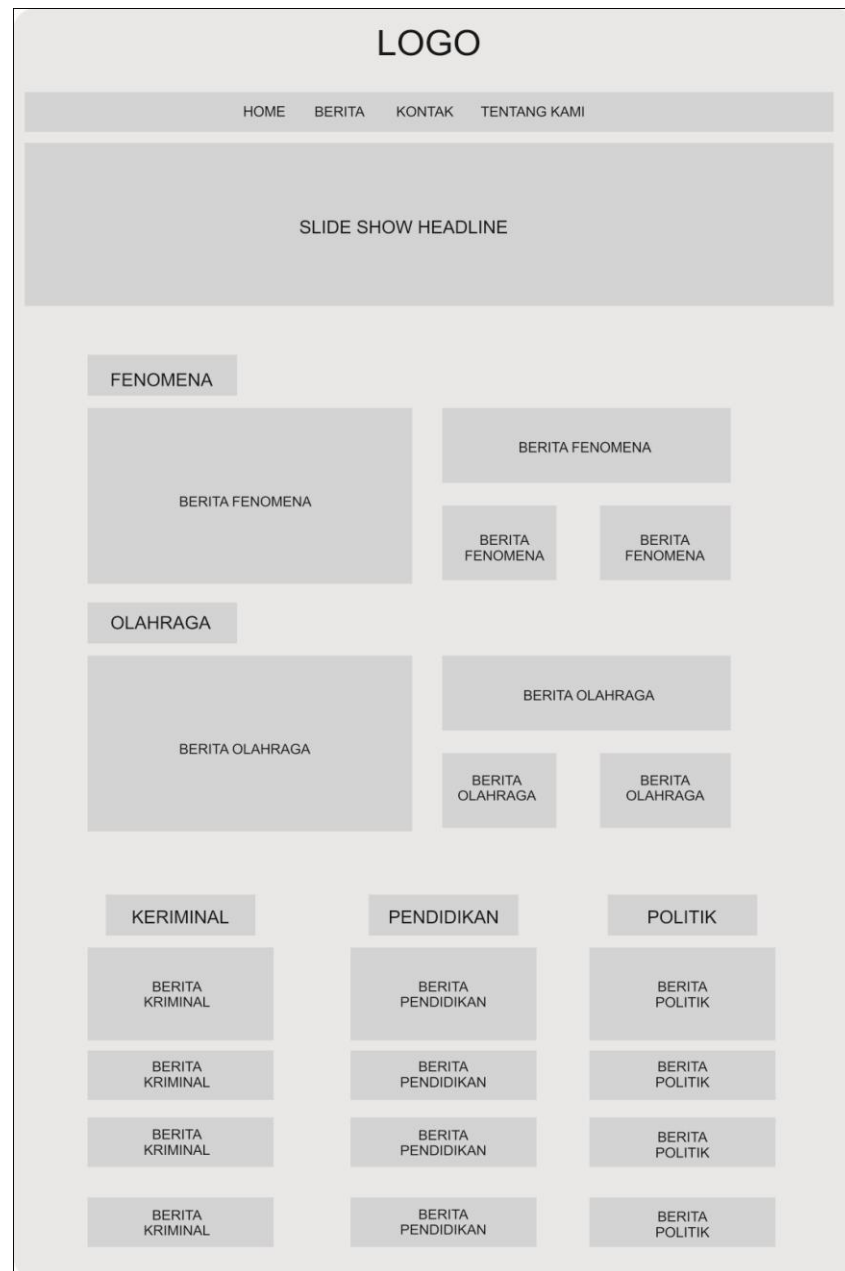 LOGO
HOME BERITA KONTAK TENTANG KAMI
SLIDE SHOW HEADLINE
FENOMENA
BERITA FENOMENA
BERITA FENOMENA
BERITA
FENOMENA
BERITA
FENOMENA
OLAHRAGA
BERITA OLAHRAGA
BERITA OLAHRAGA
BERITA
OLAHRAGA
BERITA
OLAHRAGA
KERIMINAL
BERITA
KRIMINAL
BERITA
KRIMINAL
BERITA
KRIMINAL
BERITA
KRIMINAL
PENDIDIKAN
BERITA
PENDIDIKAN
BERITA
PENDIDIKAN
BERITA
PENDIDIKAN
BERITA
PENDIDIKAN
POLITIK
BERITA
POLITIK
BERITA
POLITIK
BERITA
POLITIK
BERITA
POLITIK